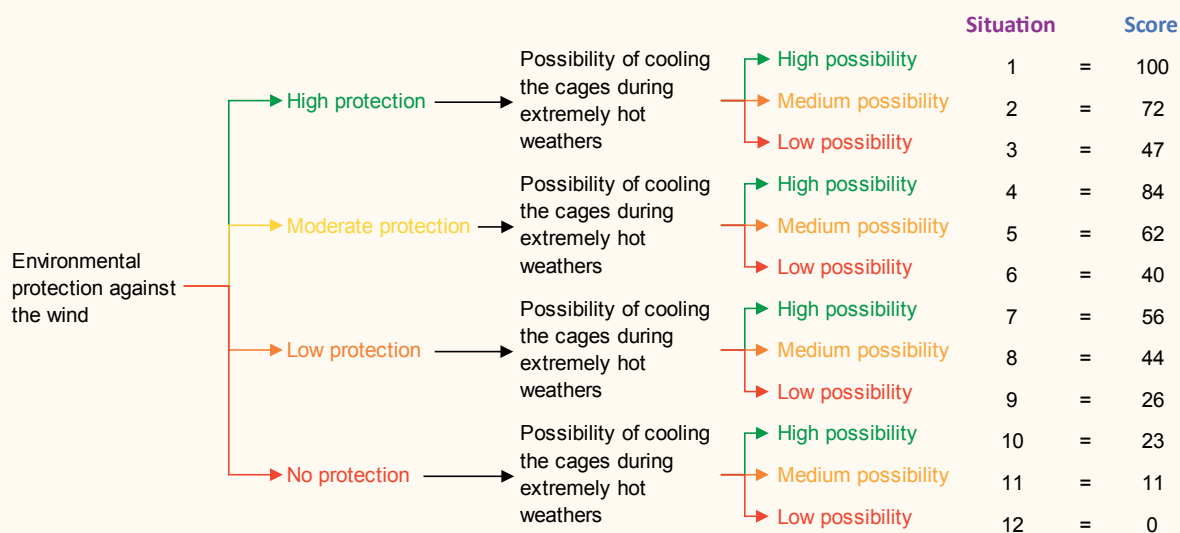 Situation Score
Possibility of cooling
the cages during
extremely hot
weathers
High possibility 1 = 100
High protection
Medium possibility 2 = 72
Low possibility 3 = 47
Possibility of cooling
the cages during
extremely hot
weathers
High possibility 4 = 84
Moderate protection
Medium possibility 5 = 62
Low possibility 6 = 40
Environmental
protection against
the wind
Possibility of cooling
the cages during
extremely hot
weathers
High possibility 7 = 56
Low protection
Medium possibility 8 = 44
Low possibility 9 = 26
Possibility of cooling
the cages during
extremely hot
weathers
High possibility 10 = 23
No protection
Medium possibility 11 = 11
Low possibility 12 = 0